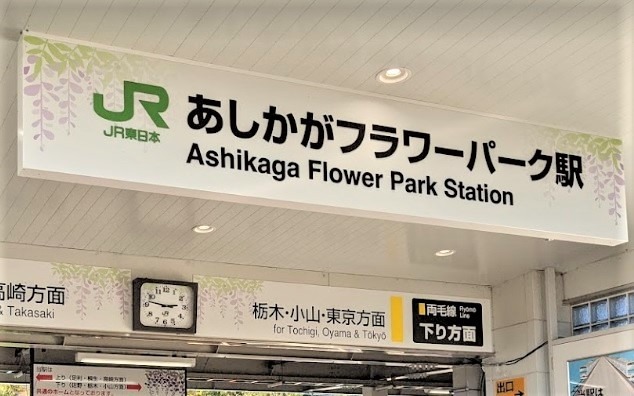 JR
JR東日本
あしかがフラワーパーク駅
Ashikaga Flower Park Station
高崎方面
& Takasaki
栃木・小山・東京方面
for Tochigi, Oyama & Tōkyō
両毛線 Ryōmō Line
下り方面
出口